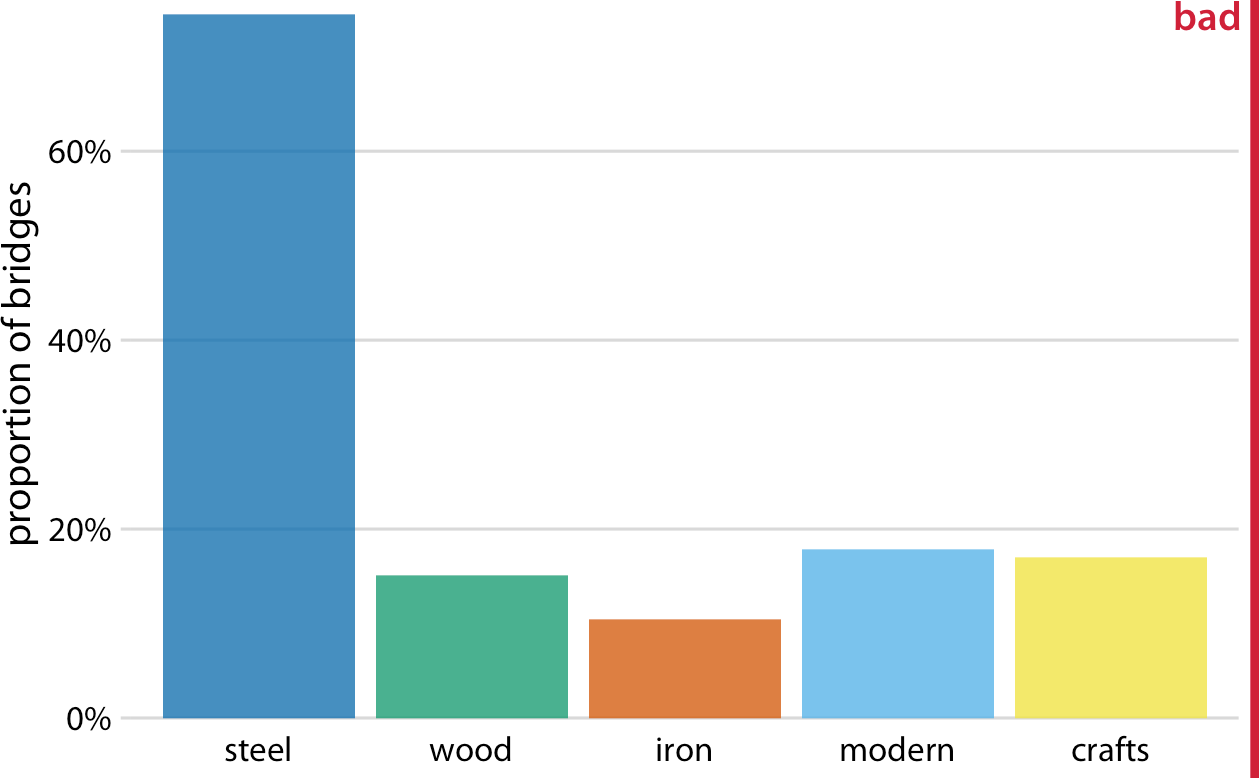 bad
proportion of bridges
60%
40%
20%
0%
steel wood iron modern crafts